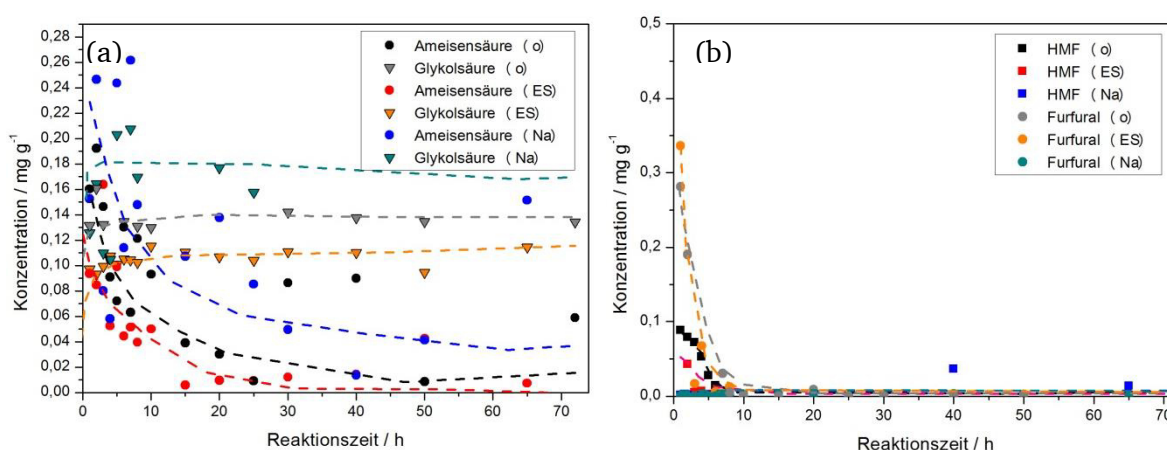 (a)
Konzentration / mg g⁻¹
0,28
0,26
0,24
0,22
0,20
0,18
0,16
0,14
0,12
0,10
0,08
0,06
0,04
0,02
0,00
Ameisensäure ( o)
Glykolsäure ( o)
Ameisensäure ( ES)
Glykolsäure ( ES)
Ameisensäure ( Na)
Glykolsäure ( Na)
0 10 20 30 40 50 60 70
Reaktionszeit / h
(b)
Konzentration / mg g⁻¹
0,5
0,4
0,3
0,2
0,1
0,0
HMF ( o)
HMF ( ES)
HMF ( Na)
Furfural ( o)
Furfural ( ES)
Furfural ( Na)
0 10 20 30 40 50 60 70
Reaktionszeit / h